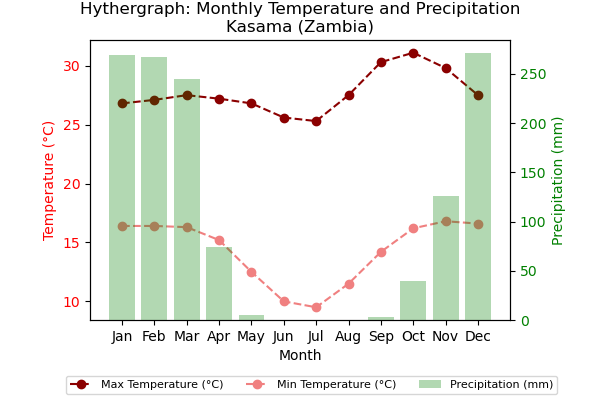 Hythergraph: Monthly Temperature and Precipitation
Kasama (Zambia)
30
25
20
15
10
Temperature (°C)
250
200
150
100
50
0
Precipitation (mm)
Jan Feb Mar Apr May Jun Jul Aug Sep Oct Nov Dec
Month
Max Temperature (°C) Min Temperature (°C) Precipitation (mm)